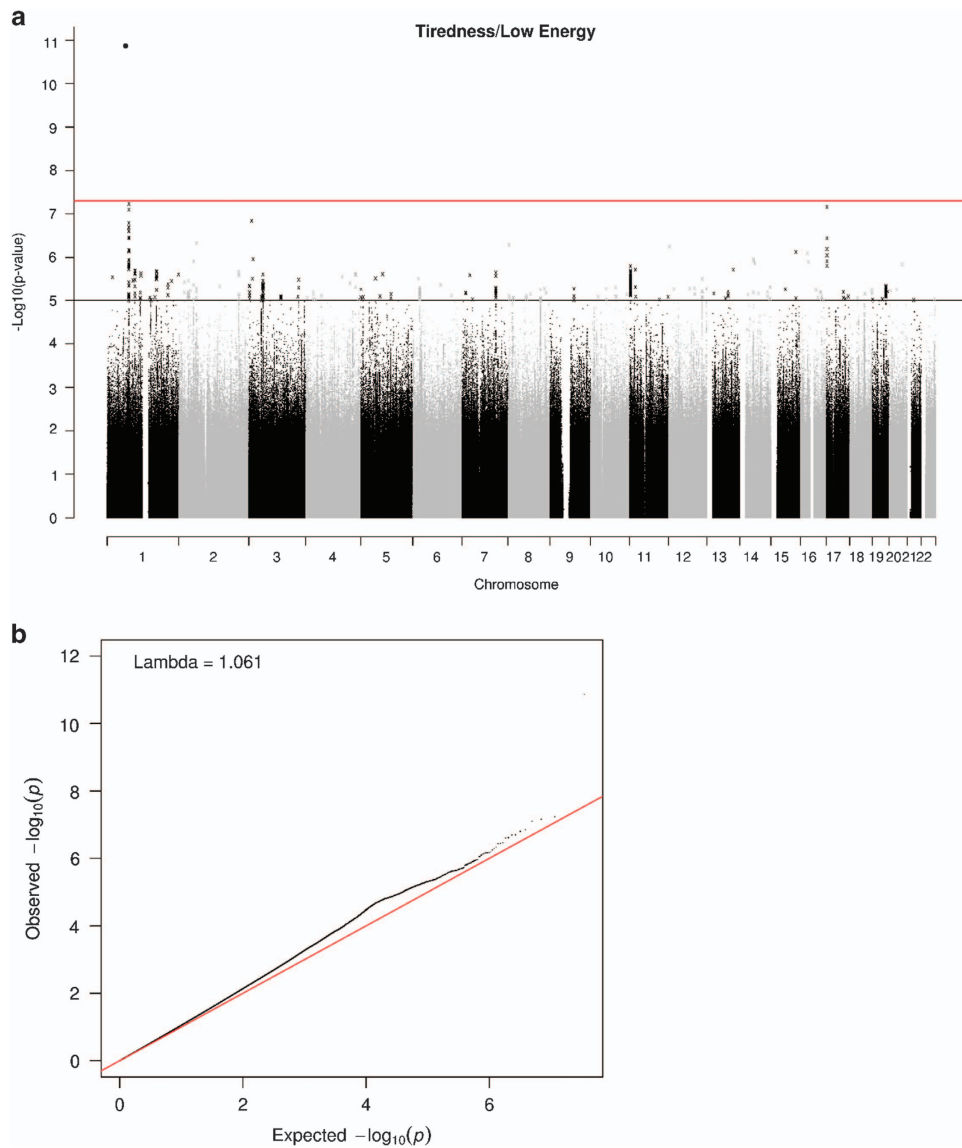 a
Tiredness/Low Energy
11
10
9
8
7
6
5
4
3
2
1
0
-Log10(p-value)
1 2 3 4 5 6 7 8 9 10 11 12 13 14 15 16 17 18 19 20 21 22
Chromosome
b
Lambda = 1.061
12
10
8
6
4
2
0
Observed −log10(p)
0 2 4 6
Expected −log10(p)